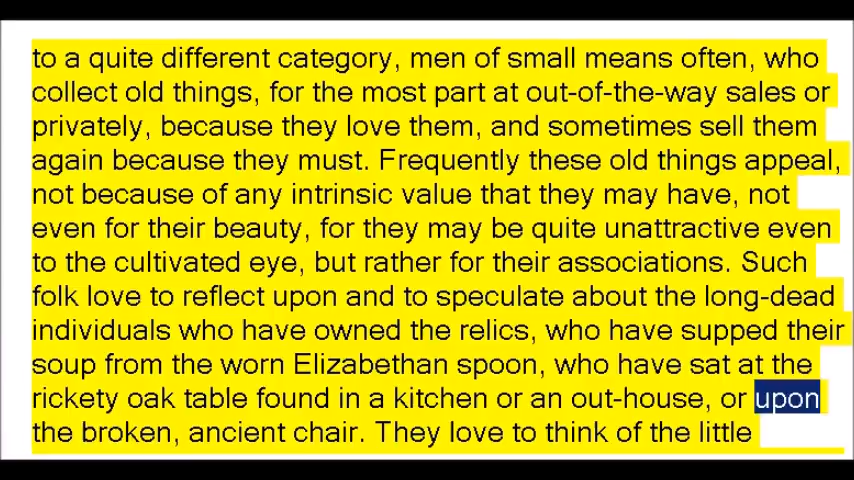 to a quite different category, men of small means often, who
collect old things, for the most part at out-of-the-way sales or
privately, because they love them, and sometimes sell them
again because they must. Frequently these old things appeal,
not because of any intrinsic value that they may have, not
even for their beauty, for they may be quite unattractive even
to the cultivated eye, but rather for their associations. Such
folk love to reflect upon and to speculate about the long-dead
individuals who have owned the relics, who have supped their
soup from the worn Elizabethan spoon, who have sat at the
rickety oak table found in a kitchen or an out-house, or upon
the broken, ancient chair. They love to think of the little